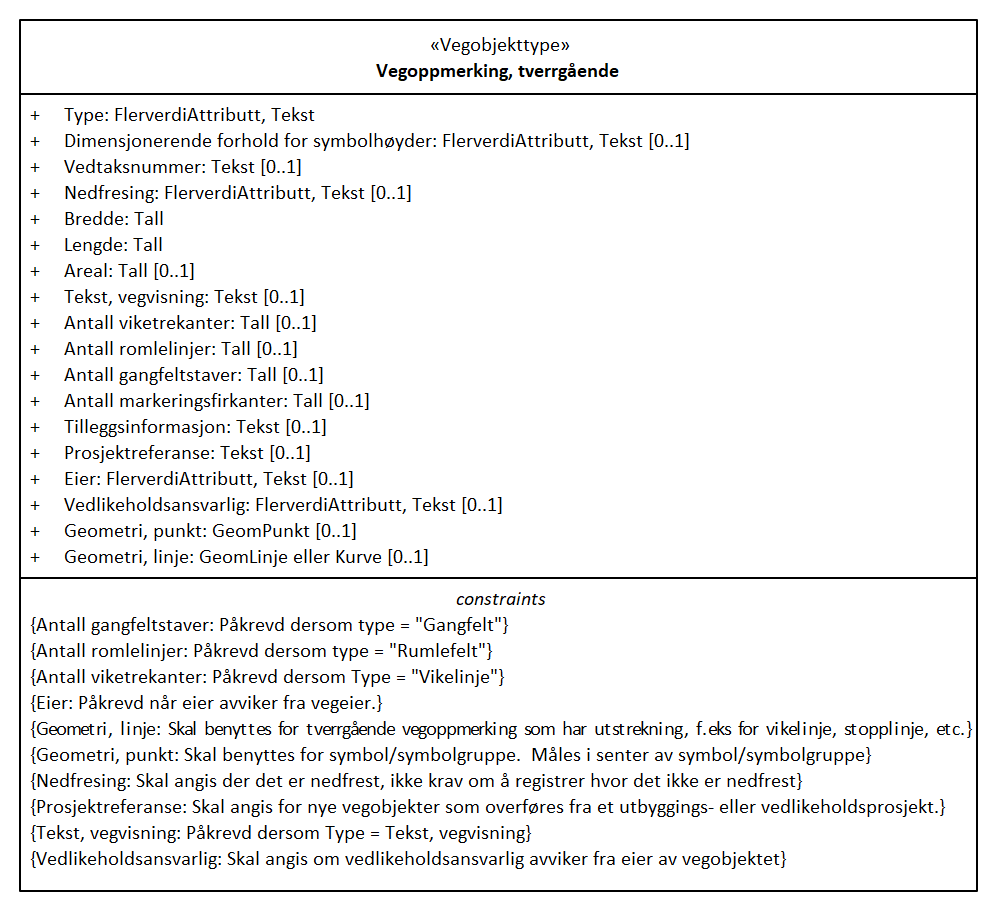 «Vegobjekttype»
Vegoppmerking, tverrgående
+ Type: FlerverdiAttributt, Tekst
+ Dimensjonerende forhold for symbolhøyder: FlerverdiAttributt, Tekst [0..1]
+ Vedtaksnummer: Tekst [0..1]
+ Nedfresing: FlerverdiAttributt, Tekst [0..1]
+ Bredde: Tall
+ Lengde: Tall
+ Areal: Tall [0..1]
+ Tekst, vegvisning: Tekst [0..1]
+ Antall viketrekanter: Tall [0..1]
+ Antall romlelinjer: Tall [0..1]
+ Antall gangfeltstaver: Tall [0..1]
+ Antall markeringsfirkanter: Tall [0..1]
+ Tilleggsinformasjon: Tekst [0..1]
+ Prosjektreferanse: Tekst [0..1]
+ Eier: FlerverdiAttributt, Tekst [0..1]
+ Vedlikeholdsansvarlig: FlerverdiAttributt, Tekst [0..1]
+ Geometri, punkt: GeomPunkt [0..1]
+ Geometri, linje: GeomLinje eller Kurve [0..1]
constraints
{Antall gangfeltstaver: Påkrevd dersom type = "Gangfelt"}
{Antall romlelinjer: Påkrevd dersom type = "Rumlefelt"}
{Antall viketrekanter: Påkrevd dersom Type = "Vikelinje"}
{Eier: Påkrevd når eier avviker fra vegeier.}
{Geometri, linje: Skal benyttes for tverrgående vegoppmerking som har utstrekning, f.eks for vikelinje, stopplinje, etc.}
{Geometri, punkt: Skal benyttes for symbol/symbolgruppe.  Måles i senter av symbol/symbolgruppe}
{Nedfresing: Skal angis der det er nedfrest, ikke krav om å registrer hvor det ikke er nedfrest}
{Prosjektreferanse: Skal angis for nye vegobjekter som overføres fra et utbyggings- eller vedlikeholdsprosjekt.}
{Tekst, vegvisning: Påkrevd dersom Type = Tekst, vegvisning}
{Vedlikeholdsansvarlig: Skal angis om vedlikeholdsansvarlig avviker fra eier av vegobjektet}